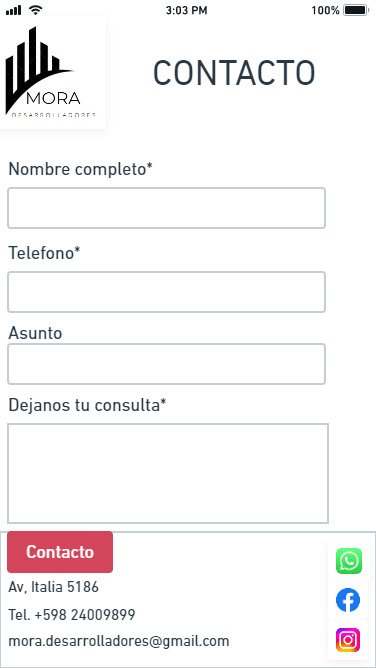 3:03 PM
100%
MORA
DESARROLLADORES
CONTACTO
Nombre completo*
Telefono*
Asunto
Dejanos tu consulta*
Contacto
Av, Italia 5186
Tel. +598 24009899
mora.desarrolladores@gmail.com